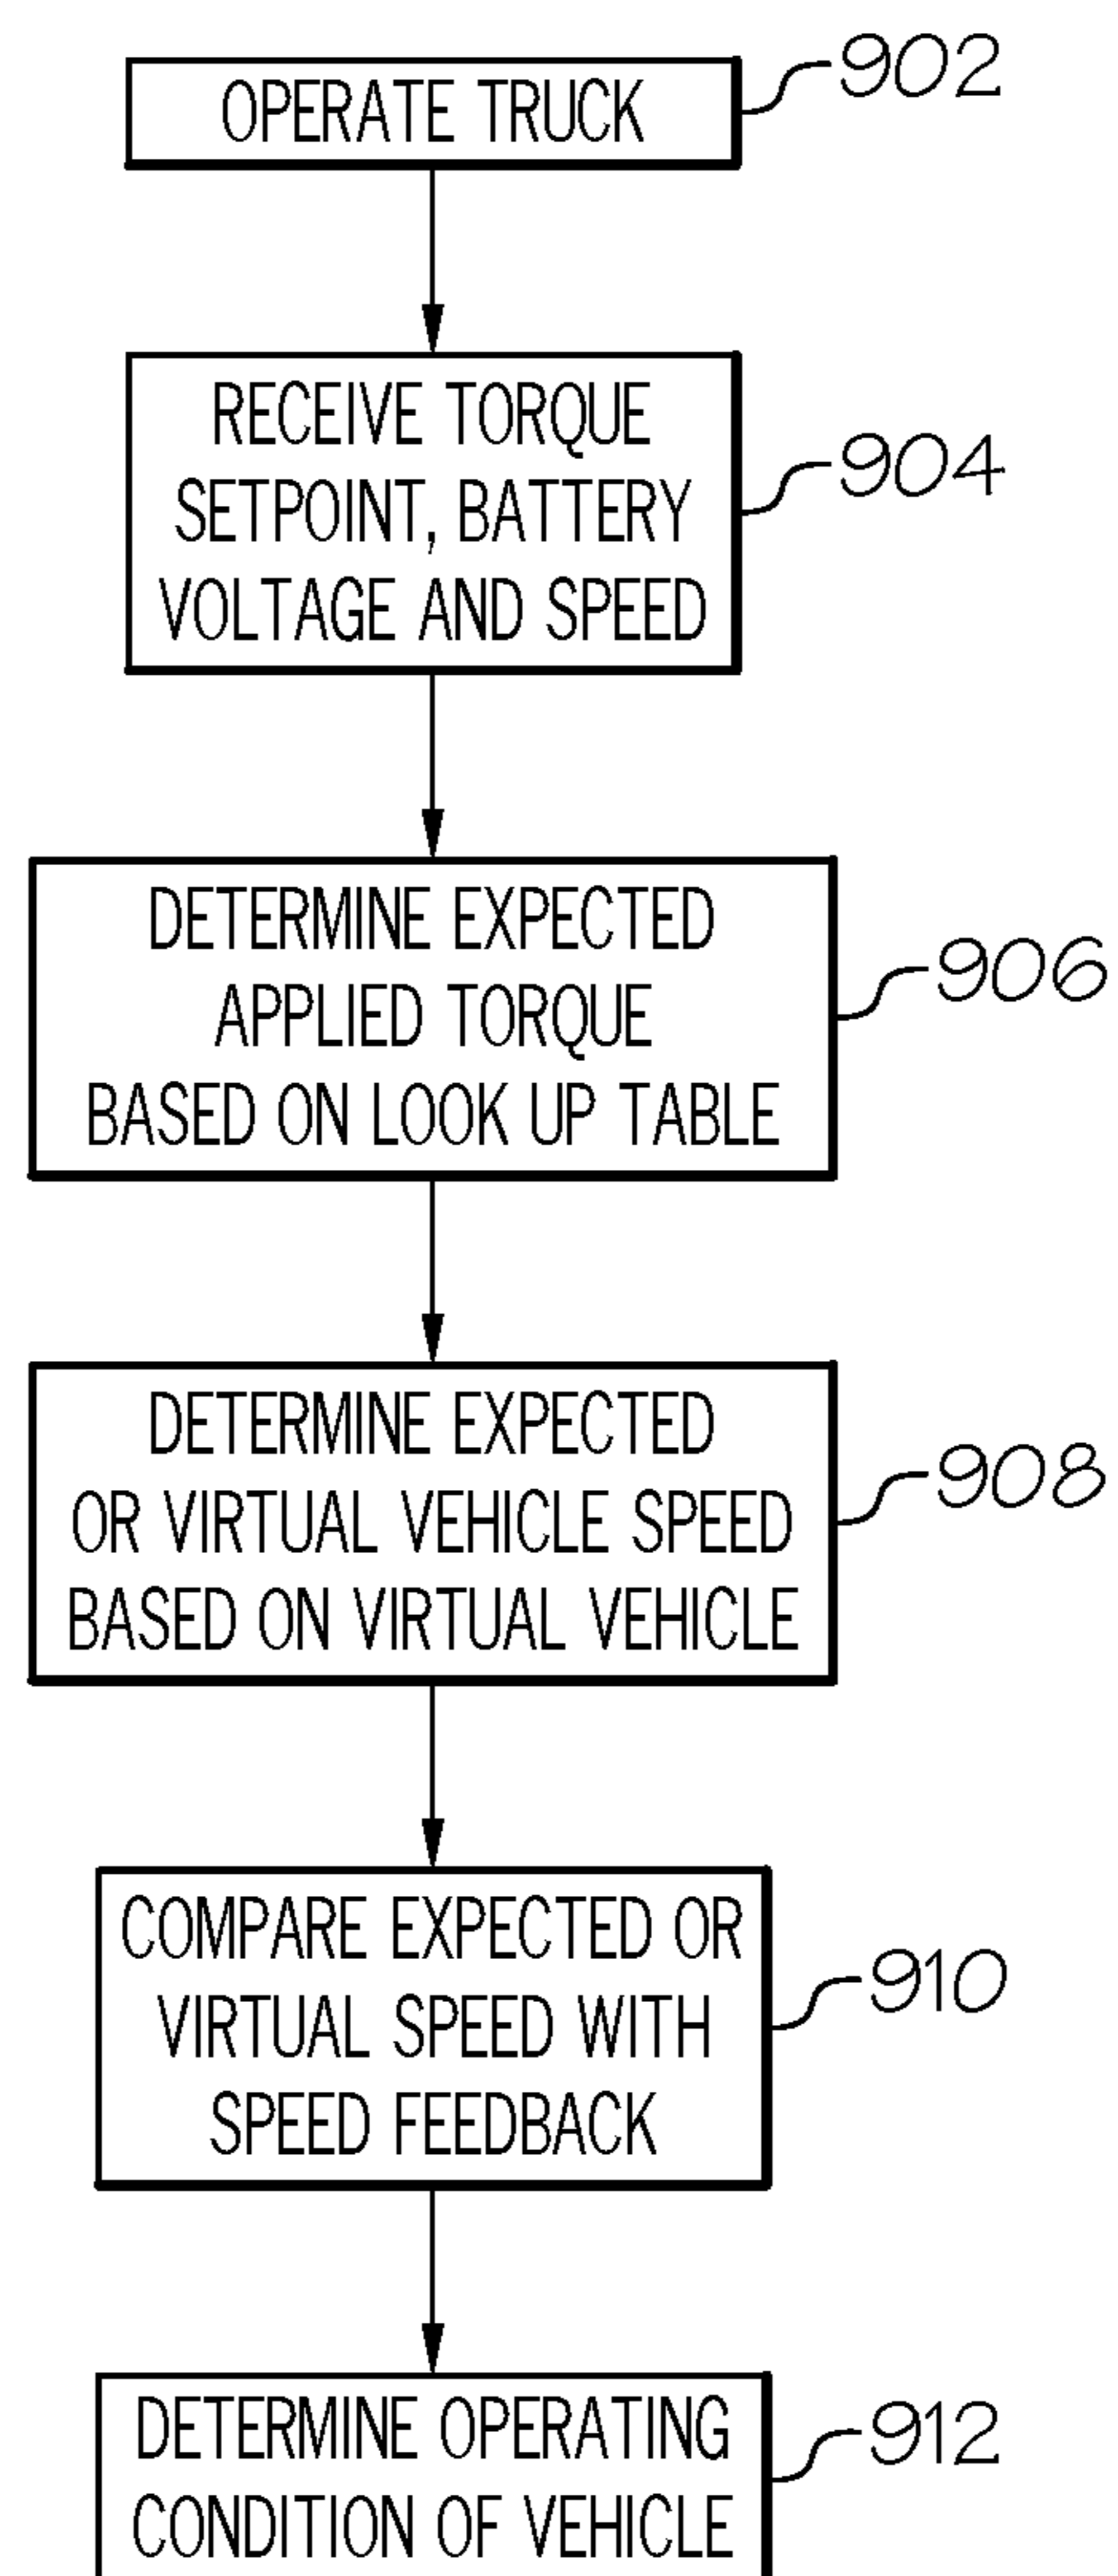 OPERATE TRUCK
902
RECEIVE TORQUE
SETPOINT, BATTERY
VOLTAGE AND SPEED
904
DETERMINE EXPECTED
APPLIED TORQUE
BASED ON LOOK UP TABLE
906
DETERMINE EXPECTED
OR VIRTUAL VEHICLE SPEED
BASED ON VIRTUAL VEHICLE
908
COMPARE EXPECTED OR
VIRTUAL SPEED WITH
SPEED FEEDBACK
910
DETERMINE OPERATING
CONDITION OF VEHICLE
912